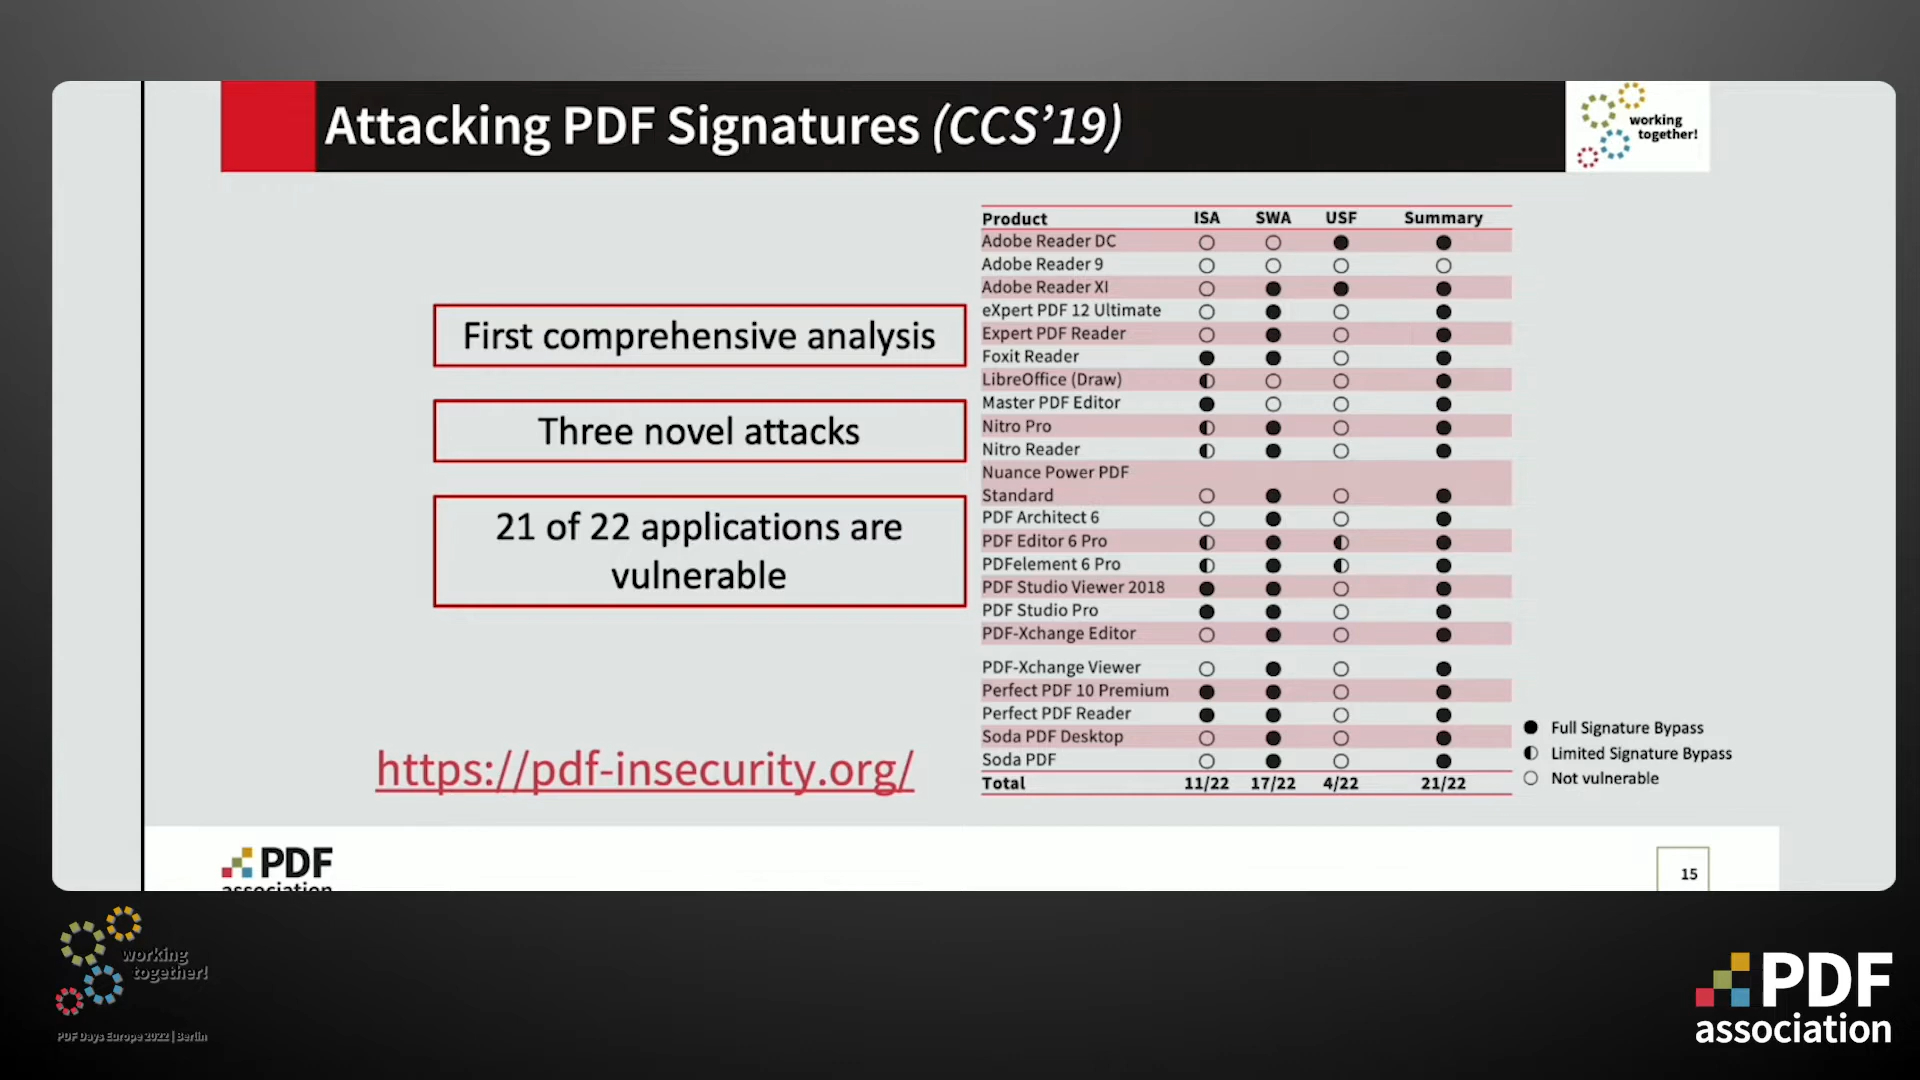 Attacking PDF Signatures (CCS’19)
working
together!
First comprehensive analysis
Three novel attacks
21 of 22 applications are
vulnerable
https://pdf-insecurity.org/
Product ISA SWA USF Summary
Adobe Reader DC
Adobe Reader 9
Adobe Reader XI
eXpert PDF 12 Ultimate
Expert PDF Reader
Foxit Reader
LibreOffice (Draw)
Master PDF Editor
Nitro Pro
Nitro Reader
Nuance Power PDF
Standard
PDF Architect 6
PDF Editor 6 Pro
PDFelement 6 Pro
PDF Studio Viewer 2018
PDF Studio Pro
PDF-Xchange Editor
PDF-Xchange Viewer
Perfect PDF 10 Premium
Perfect PDF Reader
Soda PDF Desktop
Soda PDF
Total 11/22 17/22 4/22 21/22
Full Signature Bypass
Limited Signature Bypass
Not vulnerable
PDF
association
15
working
together!
PDF Days Europe 2022 | Berlin
PDF
association